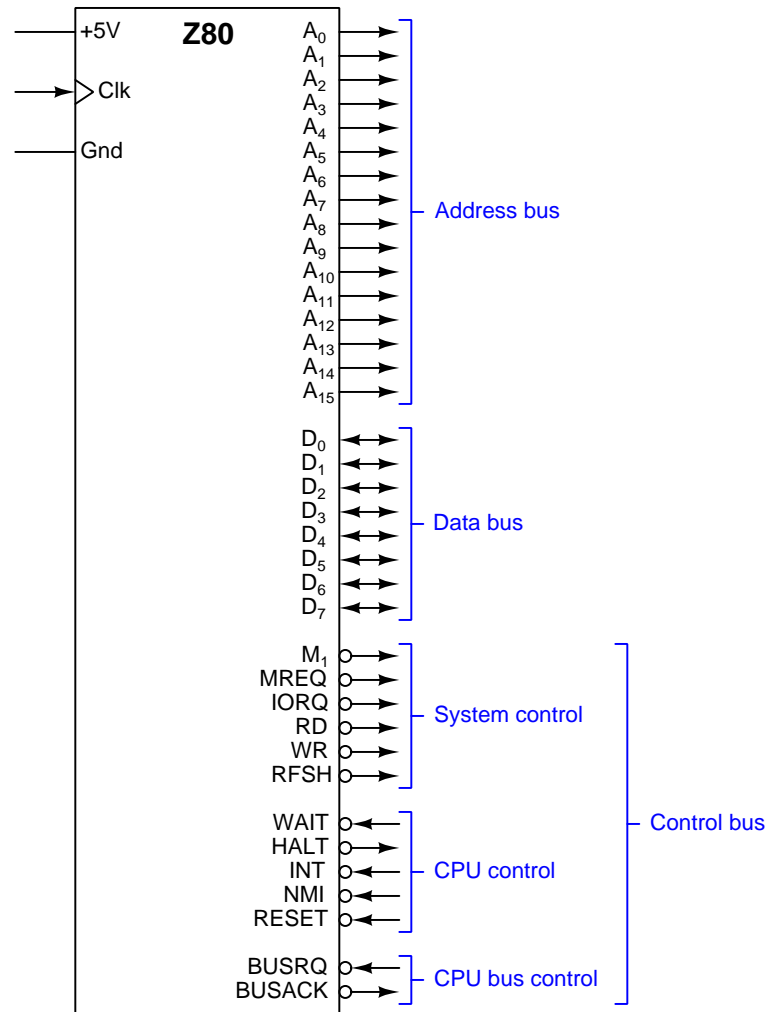 +5V Z80 A0
A1
Clk A2
A3
A4
Gnd A5
A6
A7
Address bus
A8
A9
A10
A11
A12
A13
A14
A15
D0
D1
D2
D3
Data bus
D4
D5
D6
D7
M1
MREQ
IORQ
System control
RD
WR
RFSH
WAIT
Control bus
HALT
INT
CPU control
NMI
RESET
BUSRQ
CPU bus control
BUSACK